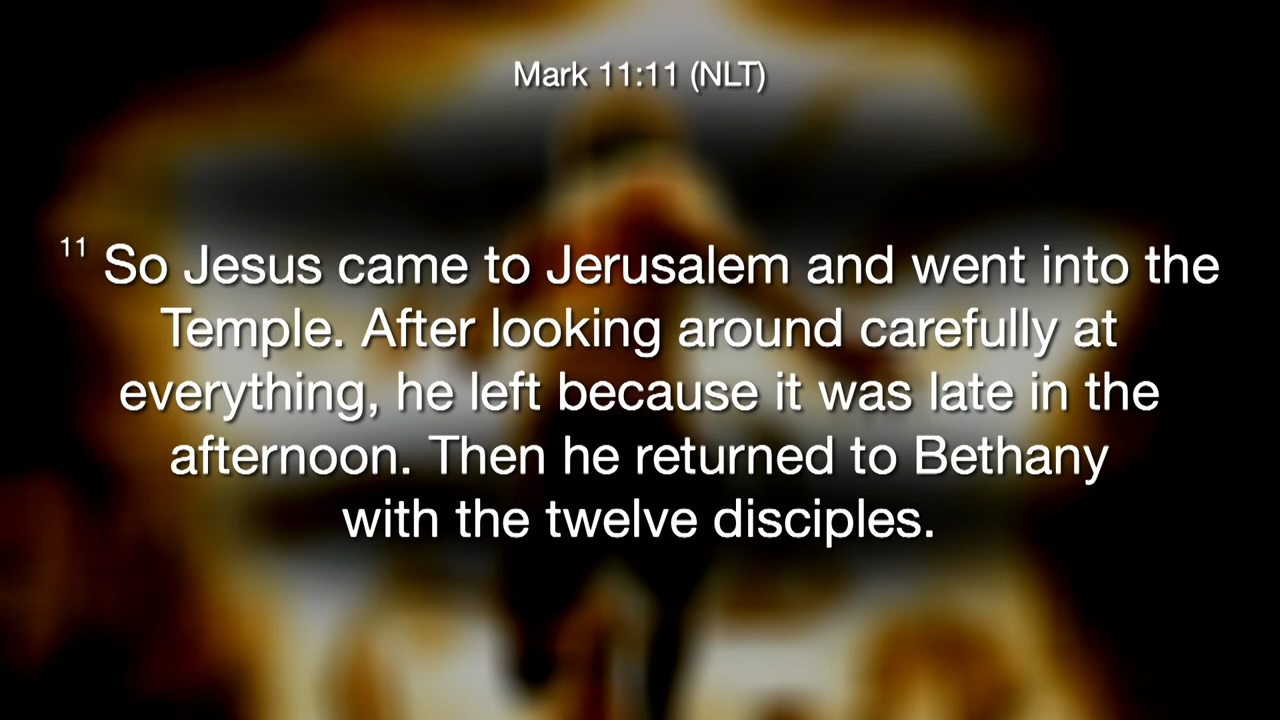 Mark 11:11 (NLT)
11 So Jesus came to Jerusalem and went into the
Temple. After looking around carefully at
everything, he left because it was late in the
afternoon. Then he returned to Bethany
with the twelve disciples.